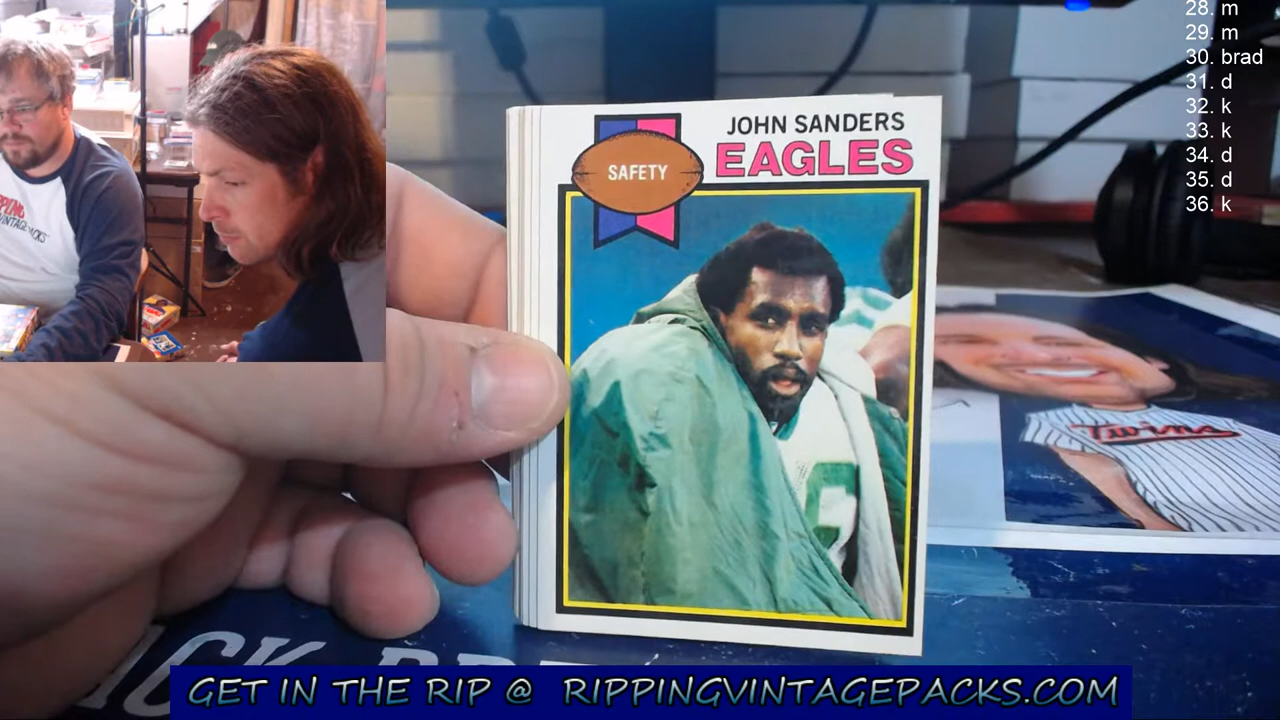 28. m
29. m
30. brad
31. d
32. k
33. k
34. d
35. d
36. k
JOHN SANDERS
EAGLES
SAFETY
Twins
GET IN THE RIP @ RIPPINGVINTAGEPACKS.COM